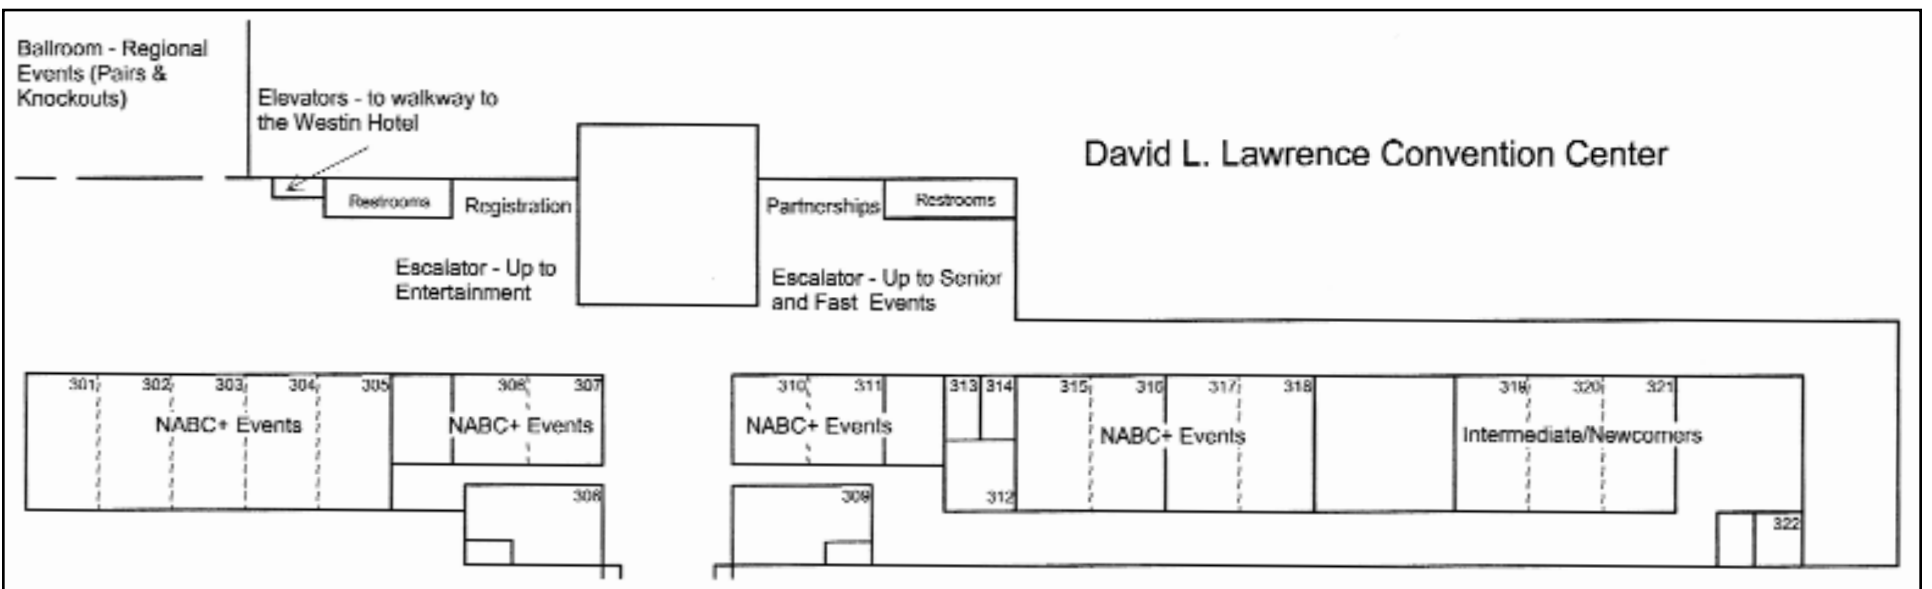 Ballroom - Regional
Events (Pairs &
Knockouts)
Elevators - to walkway to
the Westin Hotel
David L. Lawrence Convention Center
Restrooms
Registration
Partnerships
Restrooms
Escalator - Up to
Entertainment
Escalator - Up to Senior
and Fast Events
301 302 303 304 305 306 307 310 311 313 314 315 316 317 318 319 320 321
NABC+ Events
NABC+ Events
NABC+ Events
NABC+ Events
Intermediate/Newcomers
308
309
312
322